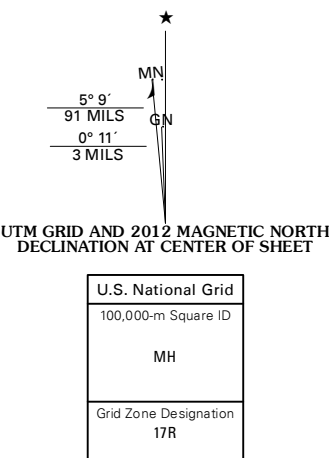 MN
5° 9´
91 MILS
GN
0° 11´
3 MILS
UTM GRID AND 2012 MAGNETIC NORTH
DECLINATION AT CENTER OF SHEET
U.S. National Grid
100,000-m Square ID
MH
Grid Zone Designation
17R